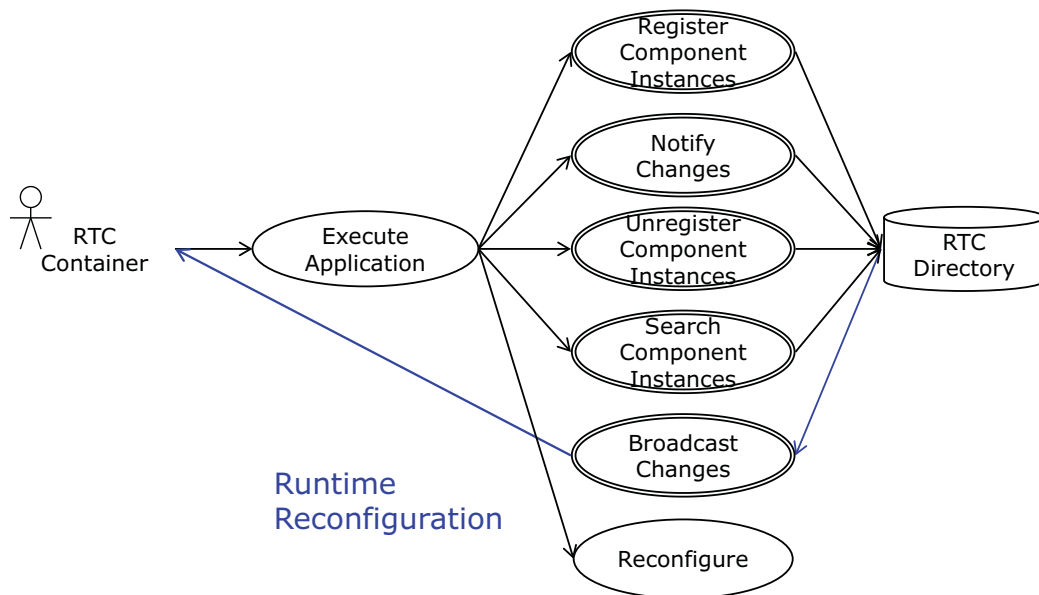 Register
Component
Instances
Notify
Changes
RTC
Container
Execute
Application
Unregister
Component
Instances
RTC
Directory
Search
Component
Instances
Broadcast
Changes
Runtime
Reconfiguration
Reconfigure